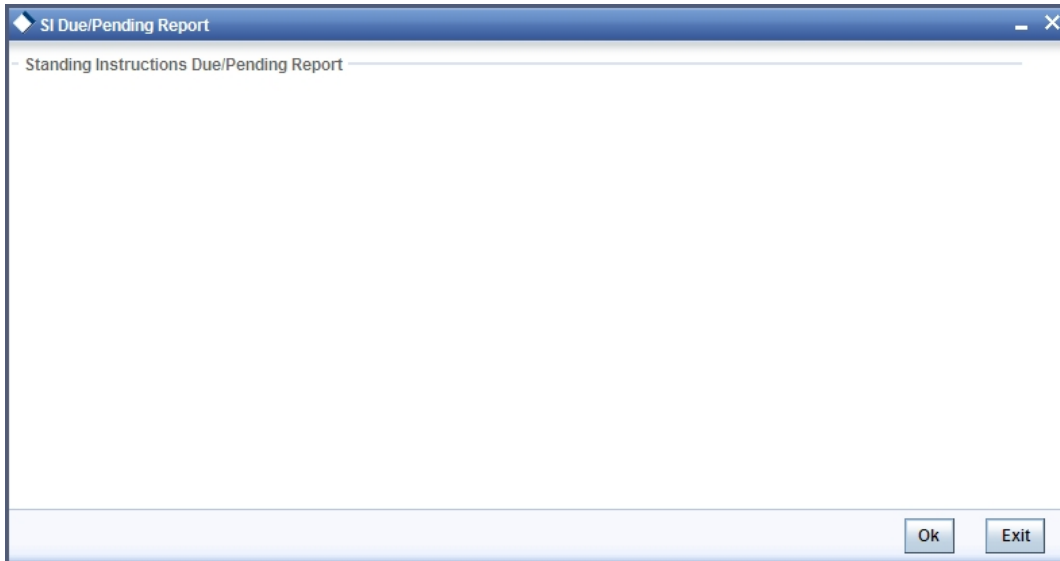 SI Due/Pending Report
Standing Instructions Due/Pending Report
Ok Exit